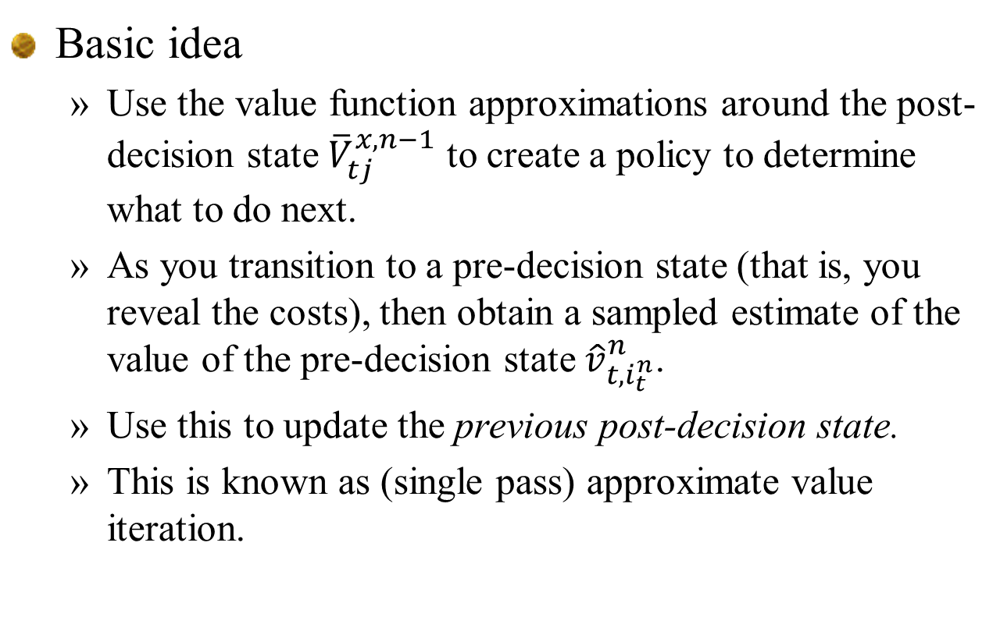 Basic idea
» Use the value function approximations around the post-
decision state $\bar{V}_{tj}^{x,n-1}$ to create a policy to determine
what to do next.
» As you transition to a pre-decision state (that is, you
reveal the costs), then obtain a sampled estimate of the
value of the pre-decision state $\hat{v}_{t,i_t^n}^{n}$.
» Use this to update the previous post-decision state.
» This is known as (single pass) approximate value
iteration.